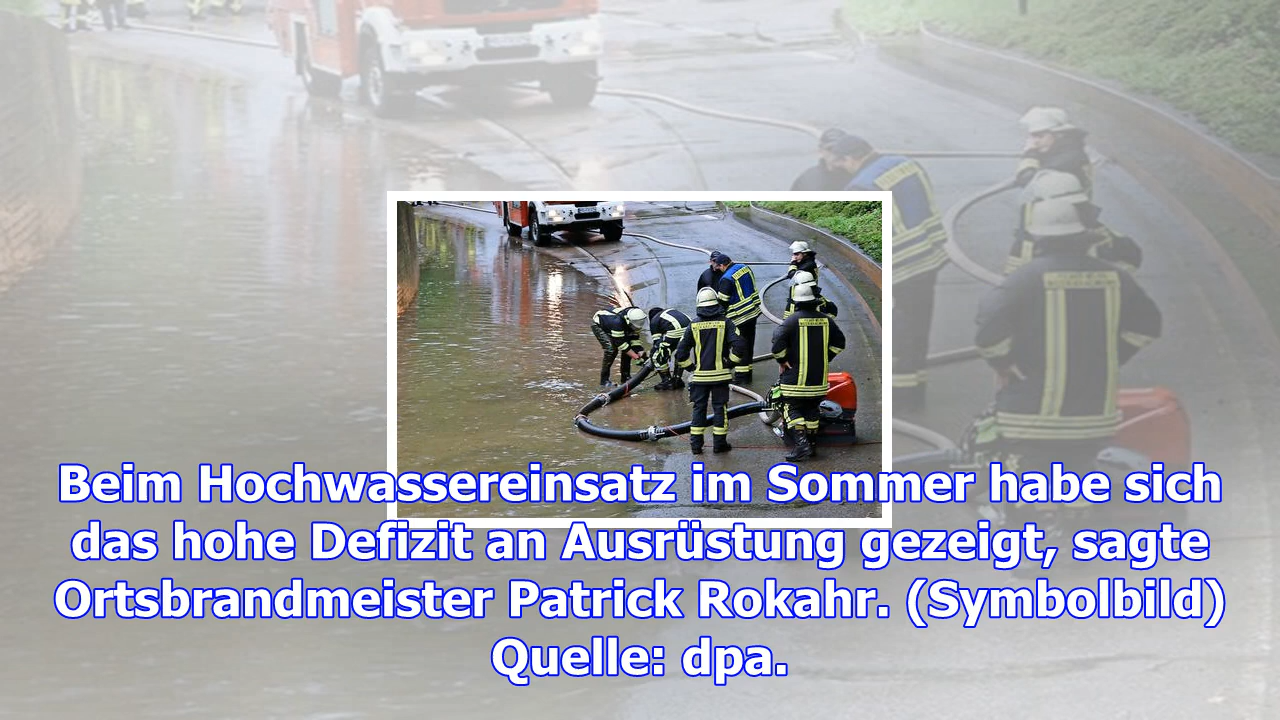 Beim Hochwassereinsatz im Sommer habe sich
das hohe Defizit an Ausrüstung gezeigt, sagte
Ortsbrandmeister Patrick Rokahr. (Symbolbild)
Quelle: dpa.